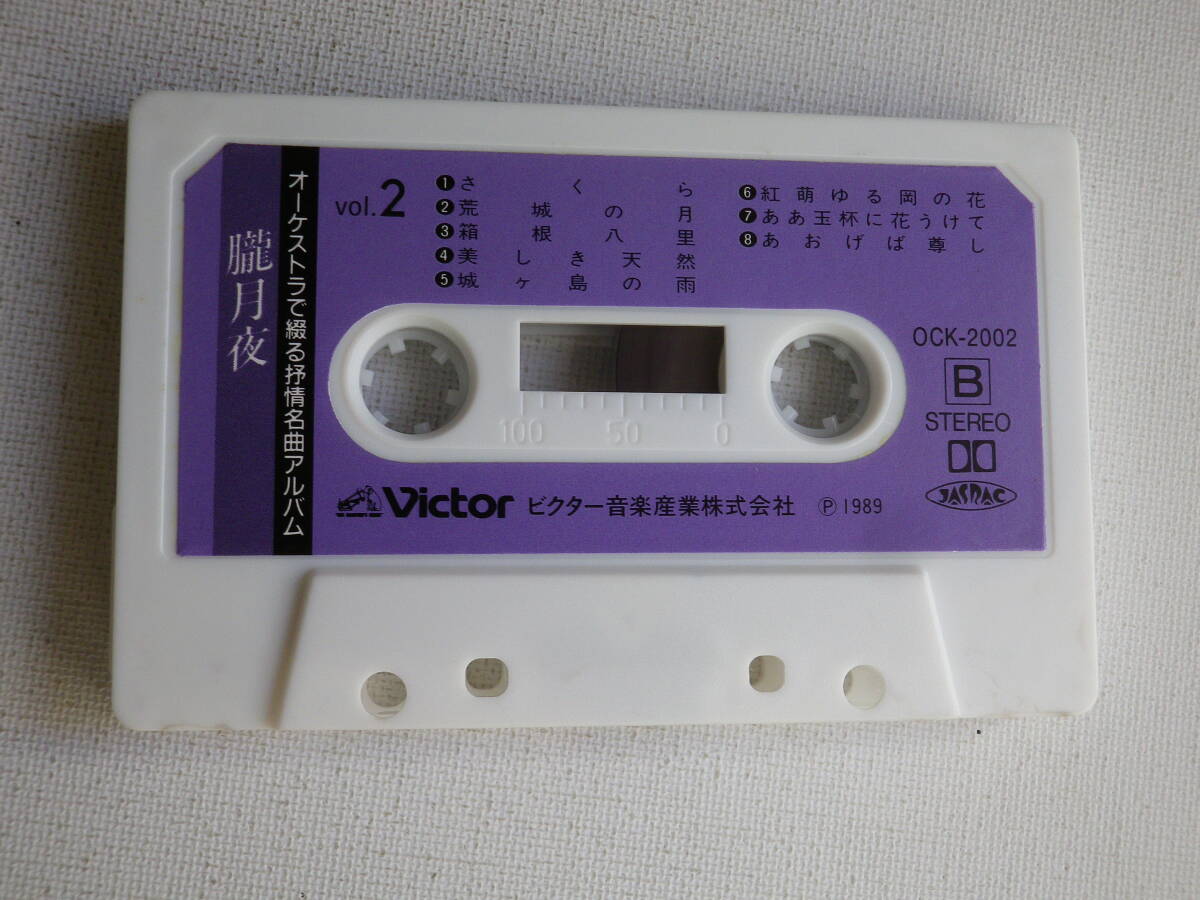 朧月夜
オーケストラで綴る抒情名曲アルバム
vol.2
❶さくら
❷荒城の月
❸箱根八里
❹美しき天然
❺城ヶ島の雨
❻紅萌ゆる岡の花
❼ああ玉杯に花うけて
❽あおげば尊し
OCK-2002
B
STEREO
JASRAC
100 50 0
Victor ビクター音楽産業株式会社 Ⓟ1989